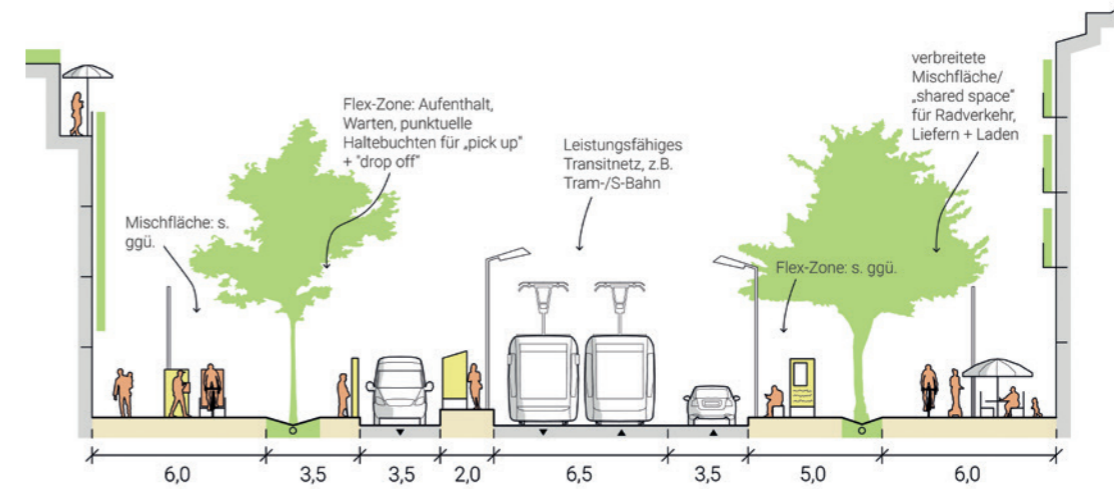 Flex-Zone: Aufenthalt,
Warten, punktuelle
Haltebuchten für „pick up"
+ "drop off"
Mischfläche: s.
ggü.
Leistungsfähiges
Transitnetz, z.B.
Tram-/S-Bahn
verbreitete
Mischfläche/
„shared space"
für Radverkehr,
Liefern + Laden
Flex-Zone: s. ggü.
6,0 3,5 3,5 2,0 6,5 3,5 5,0 6,0